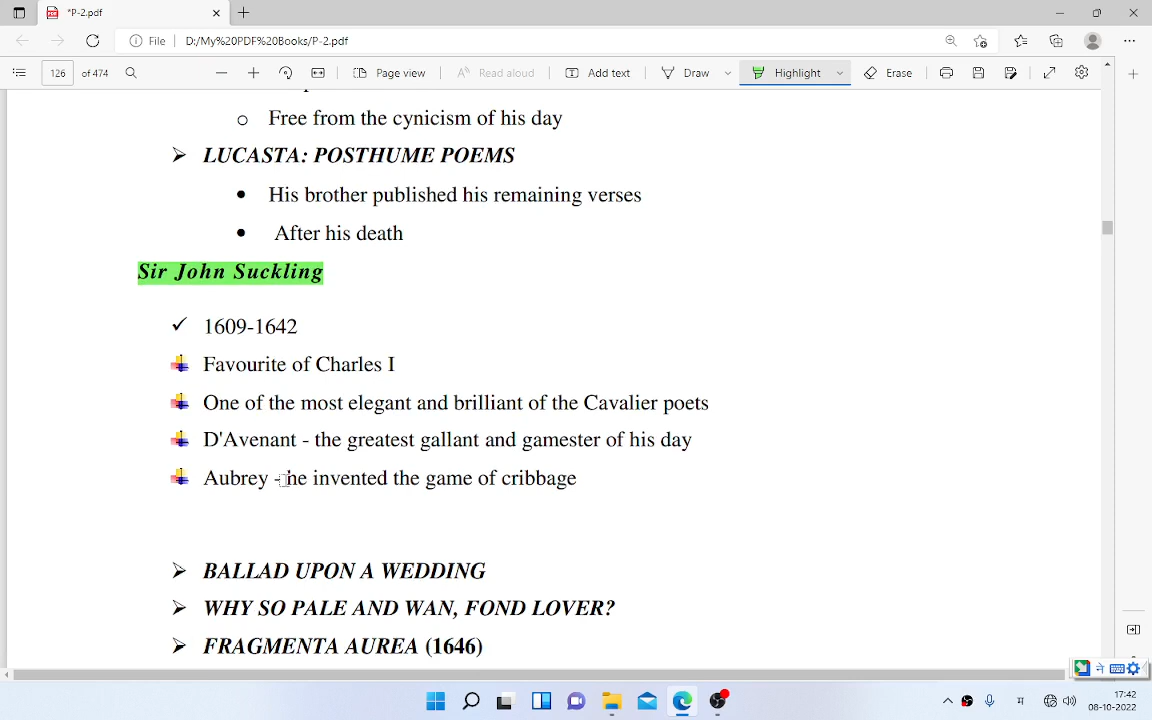 *P-2.pdf
File D:/My%20PDF%20Books/P-2.pdf
126 of 474 Page view Read aloud Add text Draw Highlight Erase
o Free from the cynicism of his day
➢ LUCASTA: POSTHUME POEMS
• His brother published his remaining verses
• After his death
Sir John Suckling
✓ 1609-1642
Favourite of Charles I
One of the most elegant and brilliant of the Cavalier poets
D'Avenant - the greatest gallant and gamester of his day
Aubrey - he invented the game of cribbage
➢ BALLAD UPON A WEDDING
➢ WHY SO PALE AND WAN, FOND LOVER?
➢ FRAGMENTA AUREA (1646)
17:42
08-10-2022